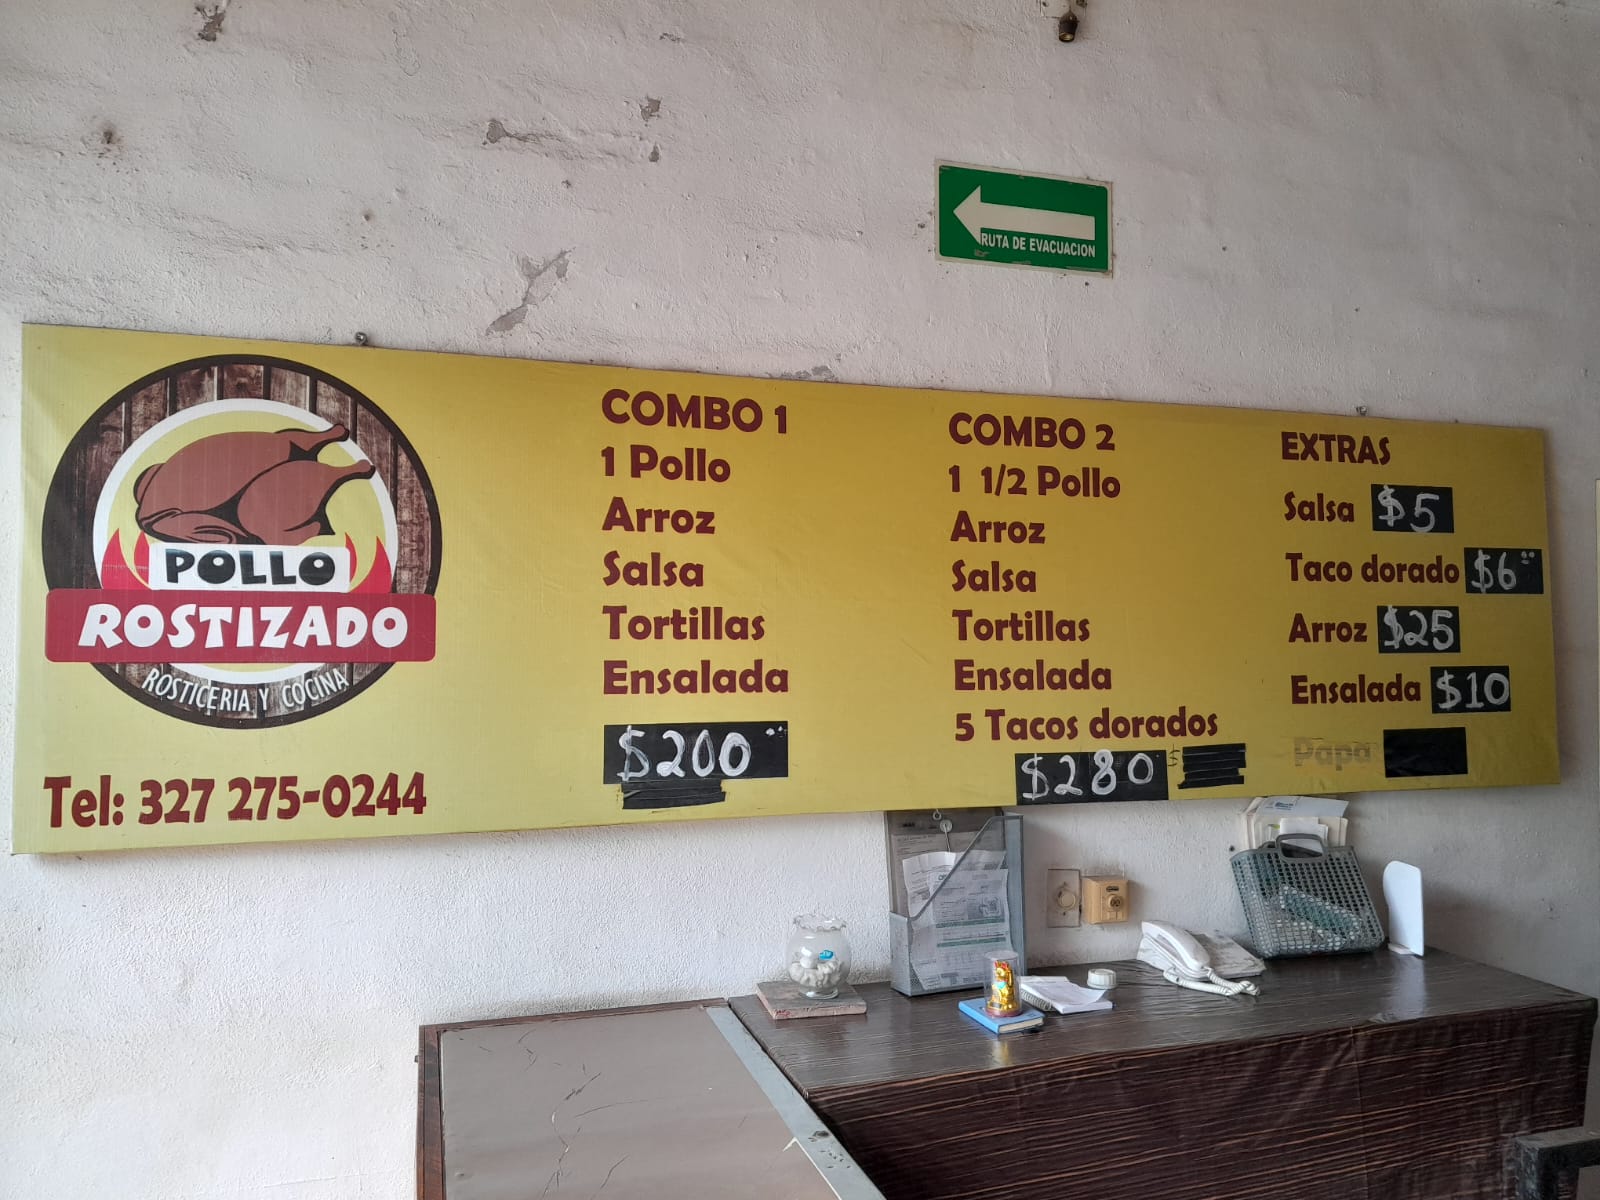 RUTA DE EVACUACION
POLLO
ROSTIZADO
ROSTICERIA Y COCINA
Tel: 327 275-0244
COMBO 1
1 Pollo
Arroz
Salsa
Tortillas
Ensalada
$200
COMBO 2
1 1/2 Pollo
Arroz
Salsa
Tortillas
Ensalada
5 Tacos dorados
$280
EXTRAS
Salsa $5
Taco dorado $6
Arroz $25
Ensalada $10
Papa